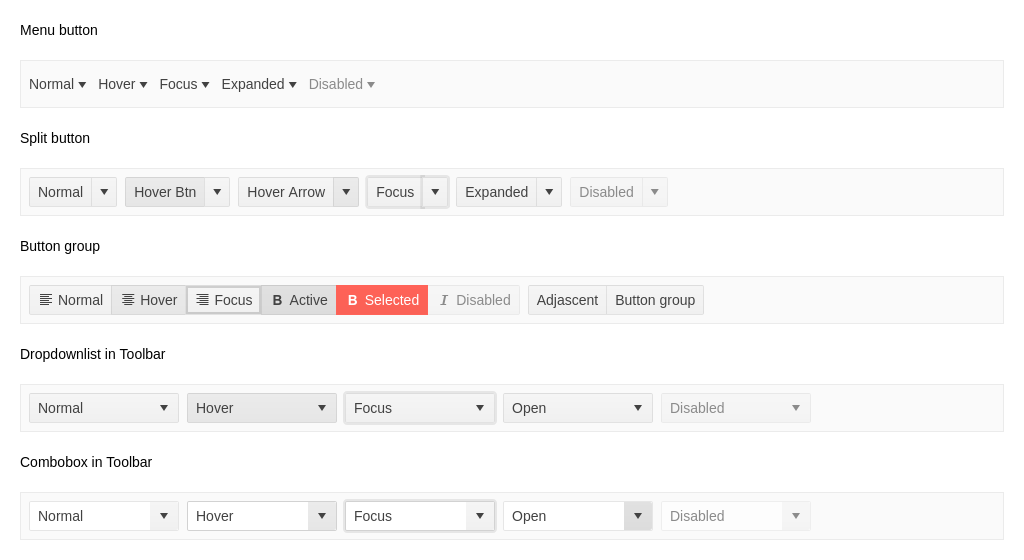 Menu button
Normal Hover Focus Expanded Disabled
Split button
Normal Hover Btn Hover Arrow Focus Expanded Disabled
Button group
Normal Hover Focus B Active B Selected I Disabled Adjascent Button group
Dropdownlist in Toolbar
Normal Hover Focus Open Disabled
Combobox in Toolbar
Normal Hover Focus Open Disabled